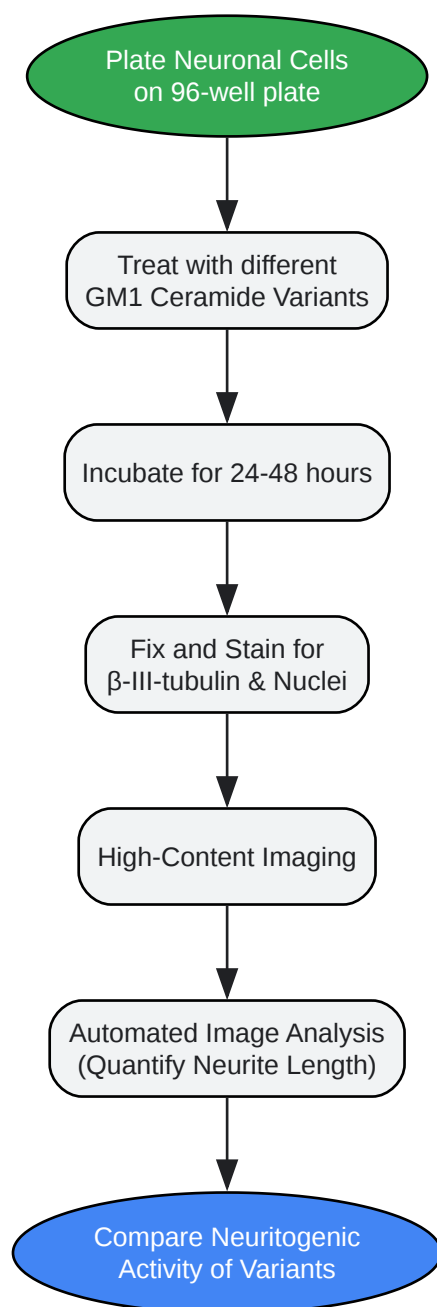 Plate Neuronal Cells
on 96-well plate
Treat with different
GM1 Ceramide Variants
Incubate for 24-48 hours
Fix and Stain for
β-III-tubulin & Nuclei
High-Content Imaging
Automated Image Analysis
(Quantify Neurite Length)
Compare Neuritogenic
Activity of Variants